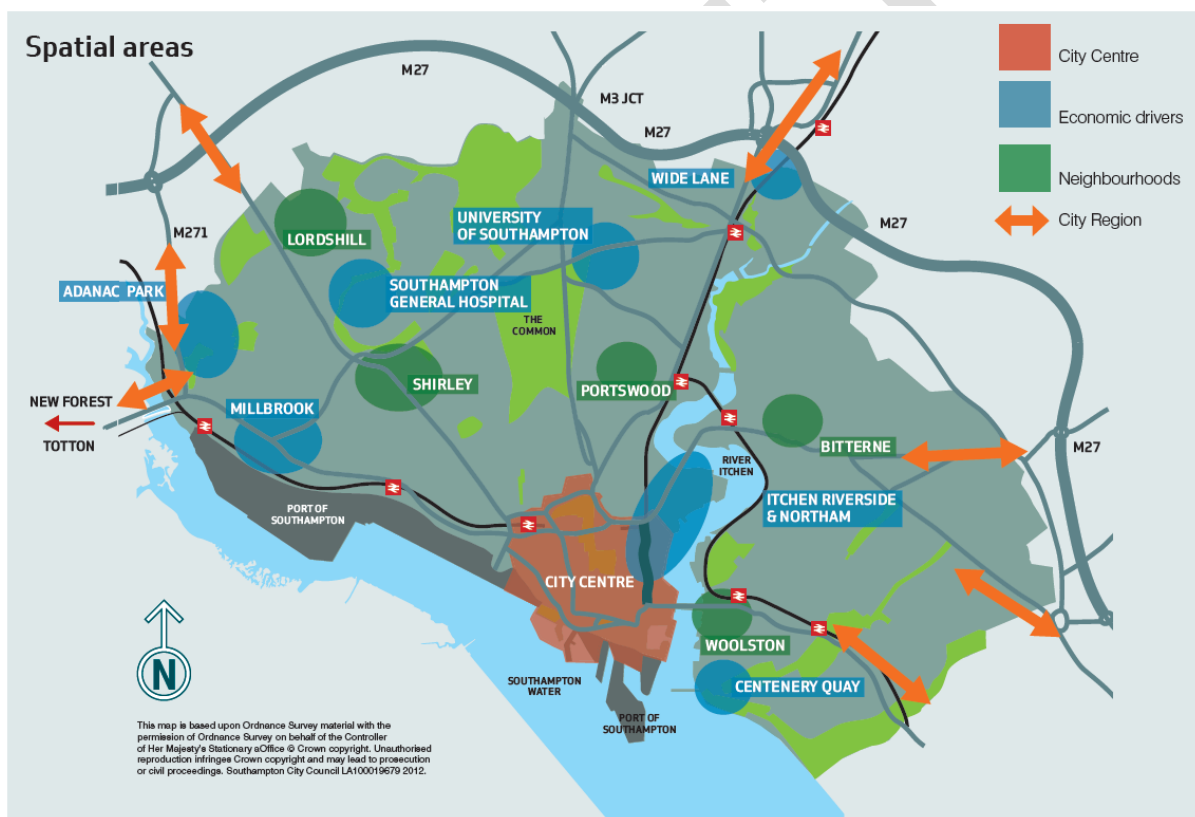 Spatial areas
M27
M3 JCT
M27
City Centre
Economic drivers
Neighbourhoods
City Region
WIDE LANE
M27
UNIVERSITY
OF SOUTHAMPTON
M271
LORDSHILL
ADANAC PARK
SOUTHAMPTON
GENERAL HOSPITAL
THE
COMMON
SHIRLEY
PORTSWOOD
NEW FOREST
MILLBROOK
TOTTON
BITTERNE
M27
RIVER
ITCHEN
ITCHEN RIVERSIDE
& NORTHAM
PORT OF
SOUTHAMPTON
CITY CENTRE
WOOLSTON
N
SOUTHAMPTON
WATER
CENTENERY QUAY
PORT OF
SOUTHAMPTON
This map is based upon Ordnance Survey material with the
permission of Ordnance Survey on behalf of the Controller
of Her Majesty's Stationary aOffice © Crown copyright. Unauthorised
reproduction infringes Crown copyright and may lead to prosecution
or civil proceedings. Southampton City Council LA100019679 2012.